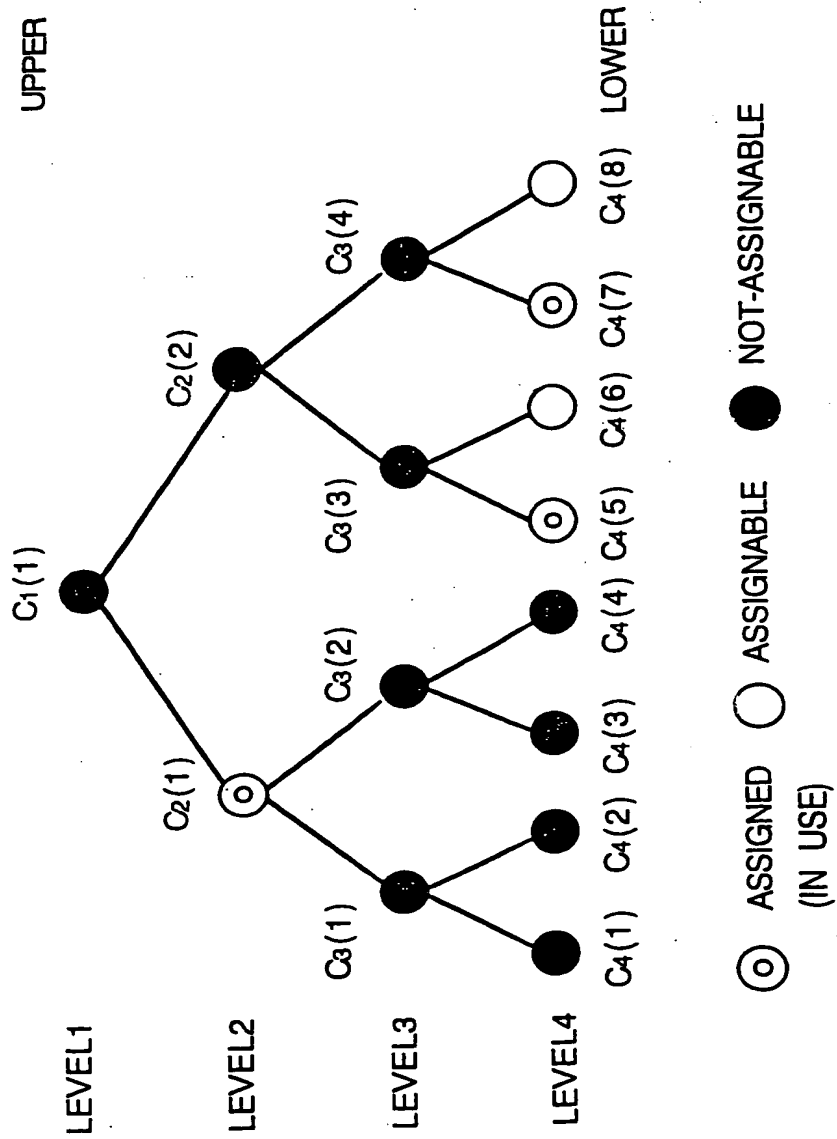 UPPER
LEVEL1
C1(1)
LEVEL2
C2(1)
C2(2)
LEVEL3
C3(1)
C3(2)
C3(3)
C3(4)
LEVEL4
C4(1)
C4(2)
C4(3)
C4(4)
C4(5)
C4(6)
C4(7)
C4(8)
LOWER
ASSIGNED
(IN USE)
ASSIGNABLE
NOT-ASSIGNABLE